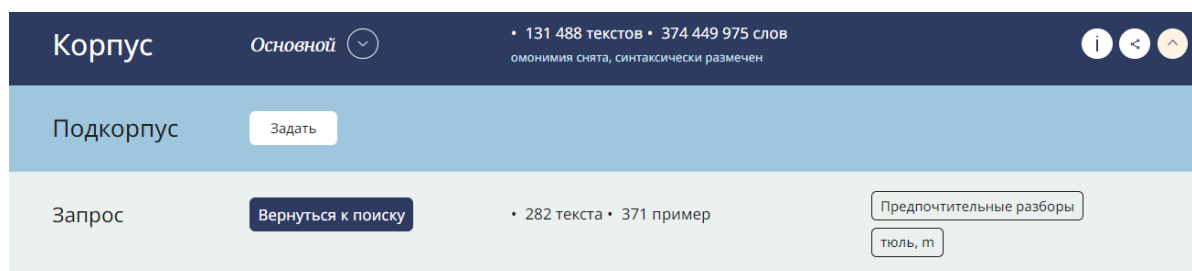 Корпус Основной • 131 488 текстов • 374 449 975 слов i
омонимия снята, синтаксически размечен
Подкорпус Задать
Запрос Вернуться к поиску • 282 текста • 371 пример Предпочтительные разборы
тюль, m